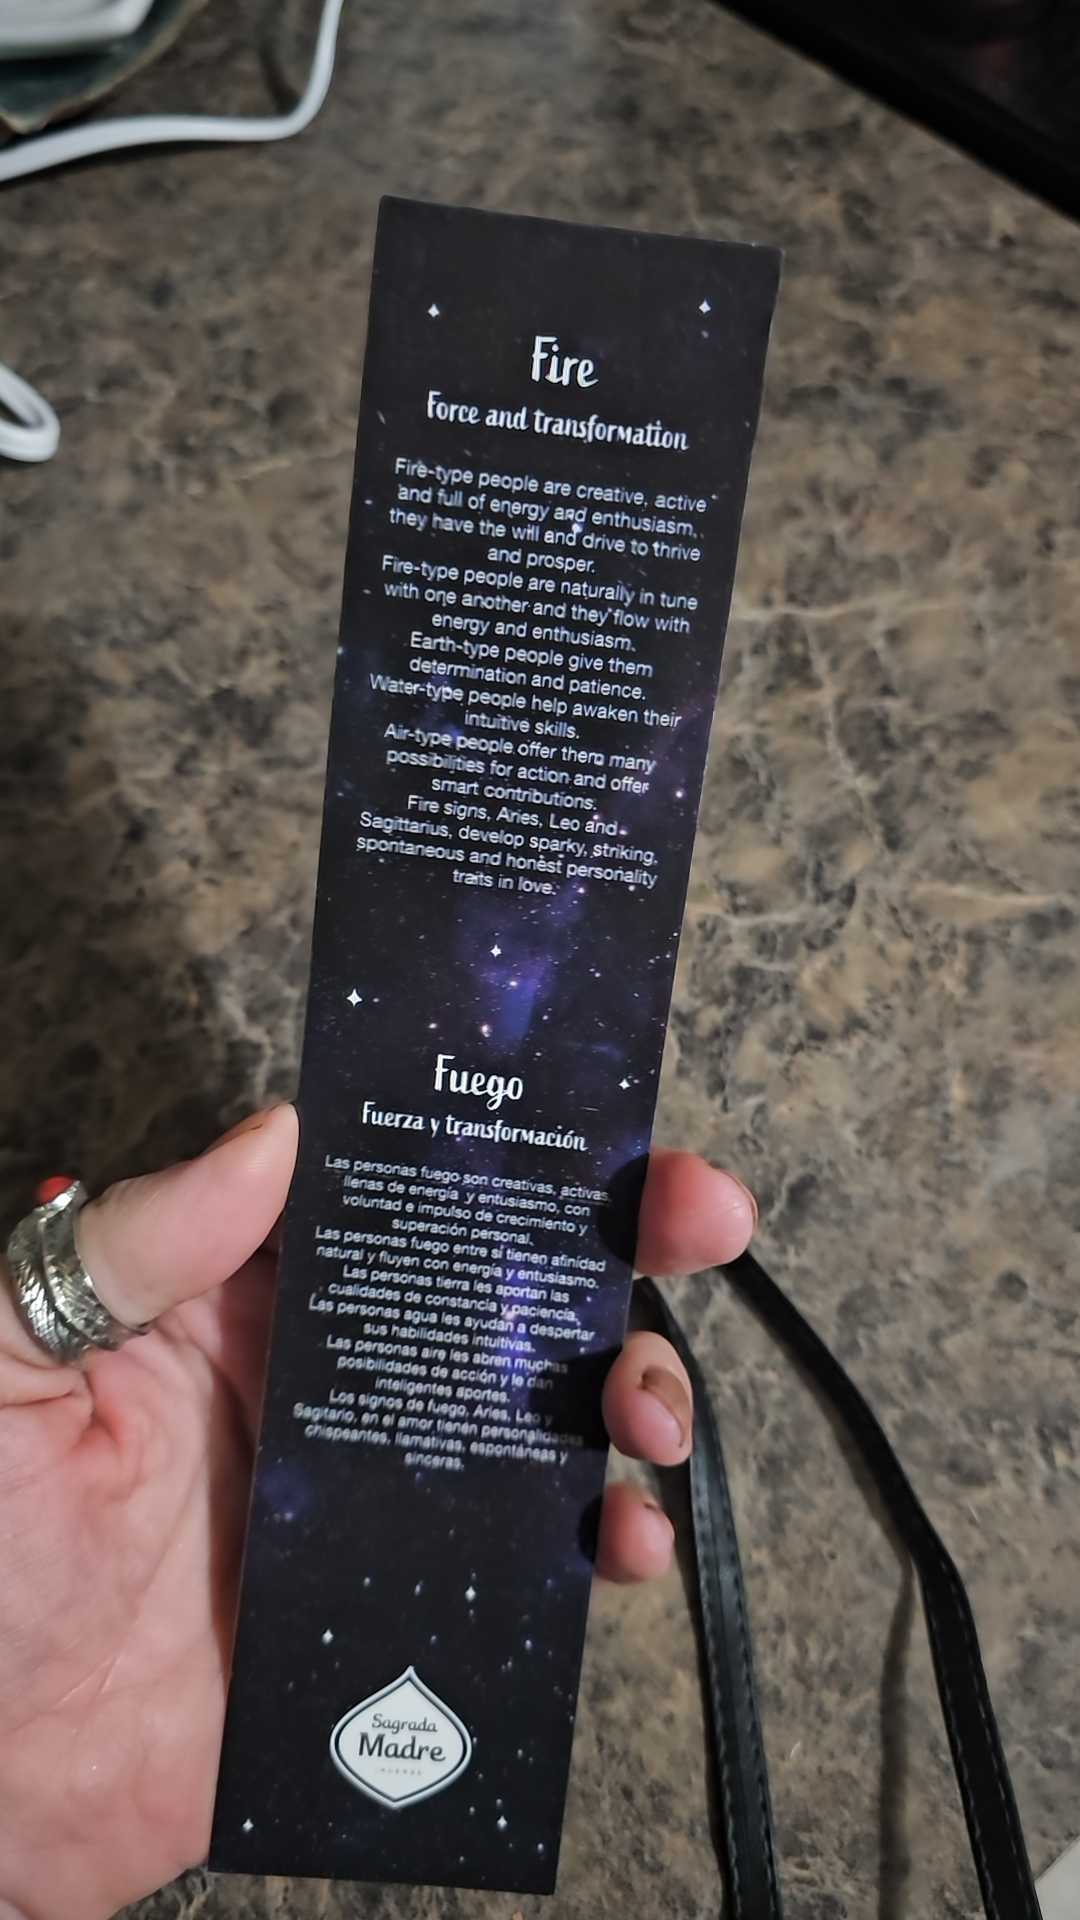 Fire
Force and transformation
Fire-type people are creative, active
and full of energy and enthusiasm,
they have the will and drive to thrive
and prosper.
Fire-type people are naturally in tune
with one another and they flow with
energy and enthusiasm.
Earth-type people give them
determination and patience.
Water-type people help awaken their
intuitive skills.
Air-type people offer them many
possibilities for action and offer
smart contributions.
Fire signs, Aries, Leo and
Sagittarius, develop sparky, striking,
spontaneous and honest personality
traits in love.
Fuego
Fuerza y transformación
Las personas fuego son creativas, activas,
llenas de energía y entusiasmo, con
voluntad e impulso de crecimiento y
superación personal.
Las personas fuego entre sí tienen afinidad
natural y fluyen con energía y entusiasmo.
Las personas tierra les aportan las
cualidades de constancia y paciencia.
Las personas agua les ayudan a despertar
sus habilidades intuitivas.
Las personas aire les abren muchas
posibilidades de acción y le dan
inteligentes aportes.
Los signos de fuego, Aries, Leo y
Sagitario, en el amor tienen personalidades
chispeantes, llamativas, espontáneas y
sinceras.
Sagrada
Madre